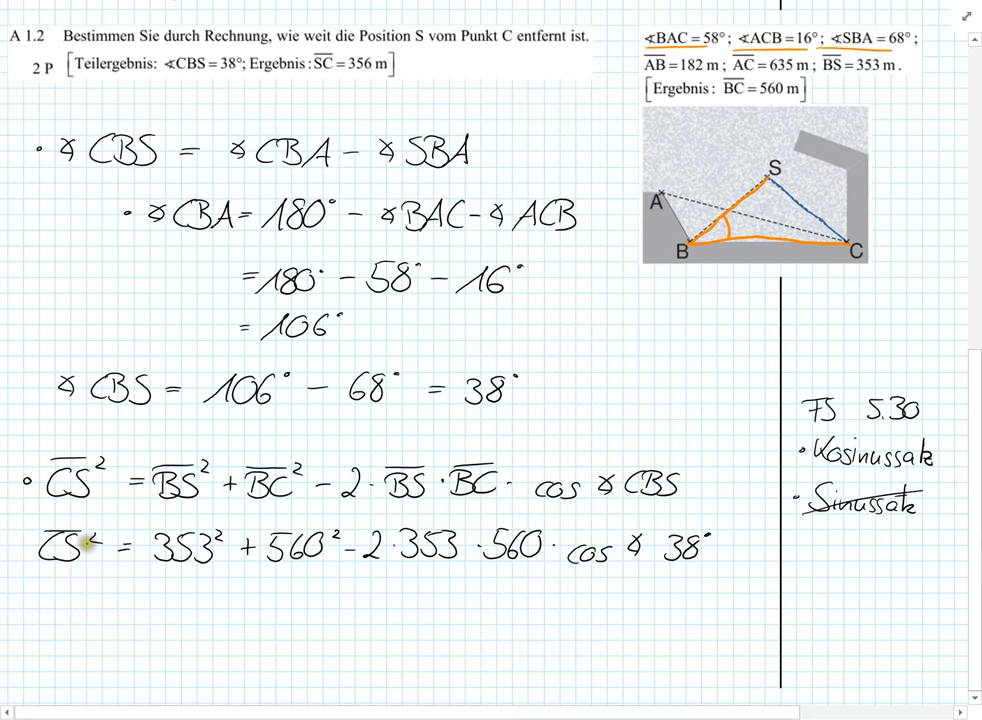 A 1.2 Bestimmen Sie durch Rechnung, wie weit die Position S vom Punkt C entfernt ist.
2 P [Teilergebnis: ∢CBS = 38°; Ergebnis: S̅C̅ = 356 m]
∢BAC = 58°; ∢ACB = 16°; ∢SBA = 68°;
A̅B̅ = 182 m; A̅C̅ = 635 m; B̅S̅ = 353 m.
[Ergebnis: B̅C̅ = 560 m]
S
A
B
C
• ∢ CBS = ∢ CBA − ∢ SBA
• ∢ CBA = 180° − ∢ BAC − ∢ ACB
= 180° − 58° − 16°
= 106°
∢ CBS = 106° − 68° = 38°
• C̅S̅² = B̅S̅² + B̅C̅² − 2 · B̅S̅ · B̅C̅ · cos ∢ CBS
C̅S̅² = 353² + 560² − 2 · 353 · 560 · cos ∢ 38°
FS 5.30
• Kosinussatz
• Sinussatz